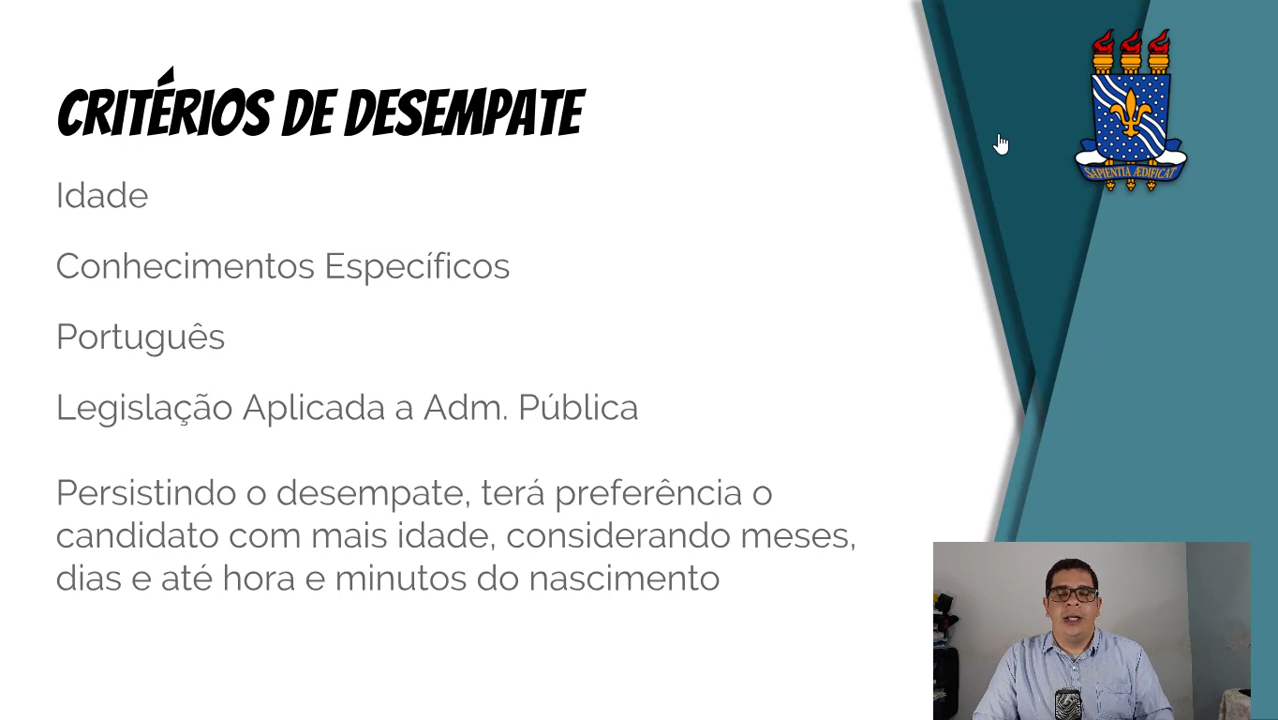 CRITÉRIOS DE DESEMPATE
SAPIENTIA ÆDIFICAT
Idade
Conhecimentos Específicos
Português
Legislação Aplicada a Adm. Pública
Persistindo o desempate, terá preferência o
candidato com mais idade, considerando meses,
dias e até hora e minutos do nascimento